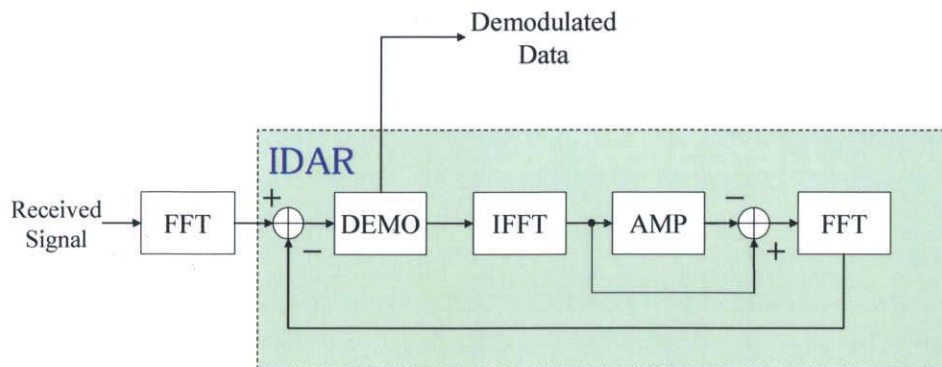 Demodulated
Data
IDAR
Received
Signal
FFT
+
−
DEMO
IFFT
AMP
−
+
FFT